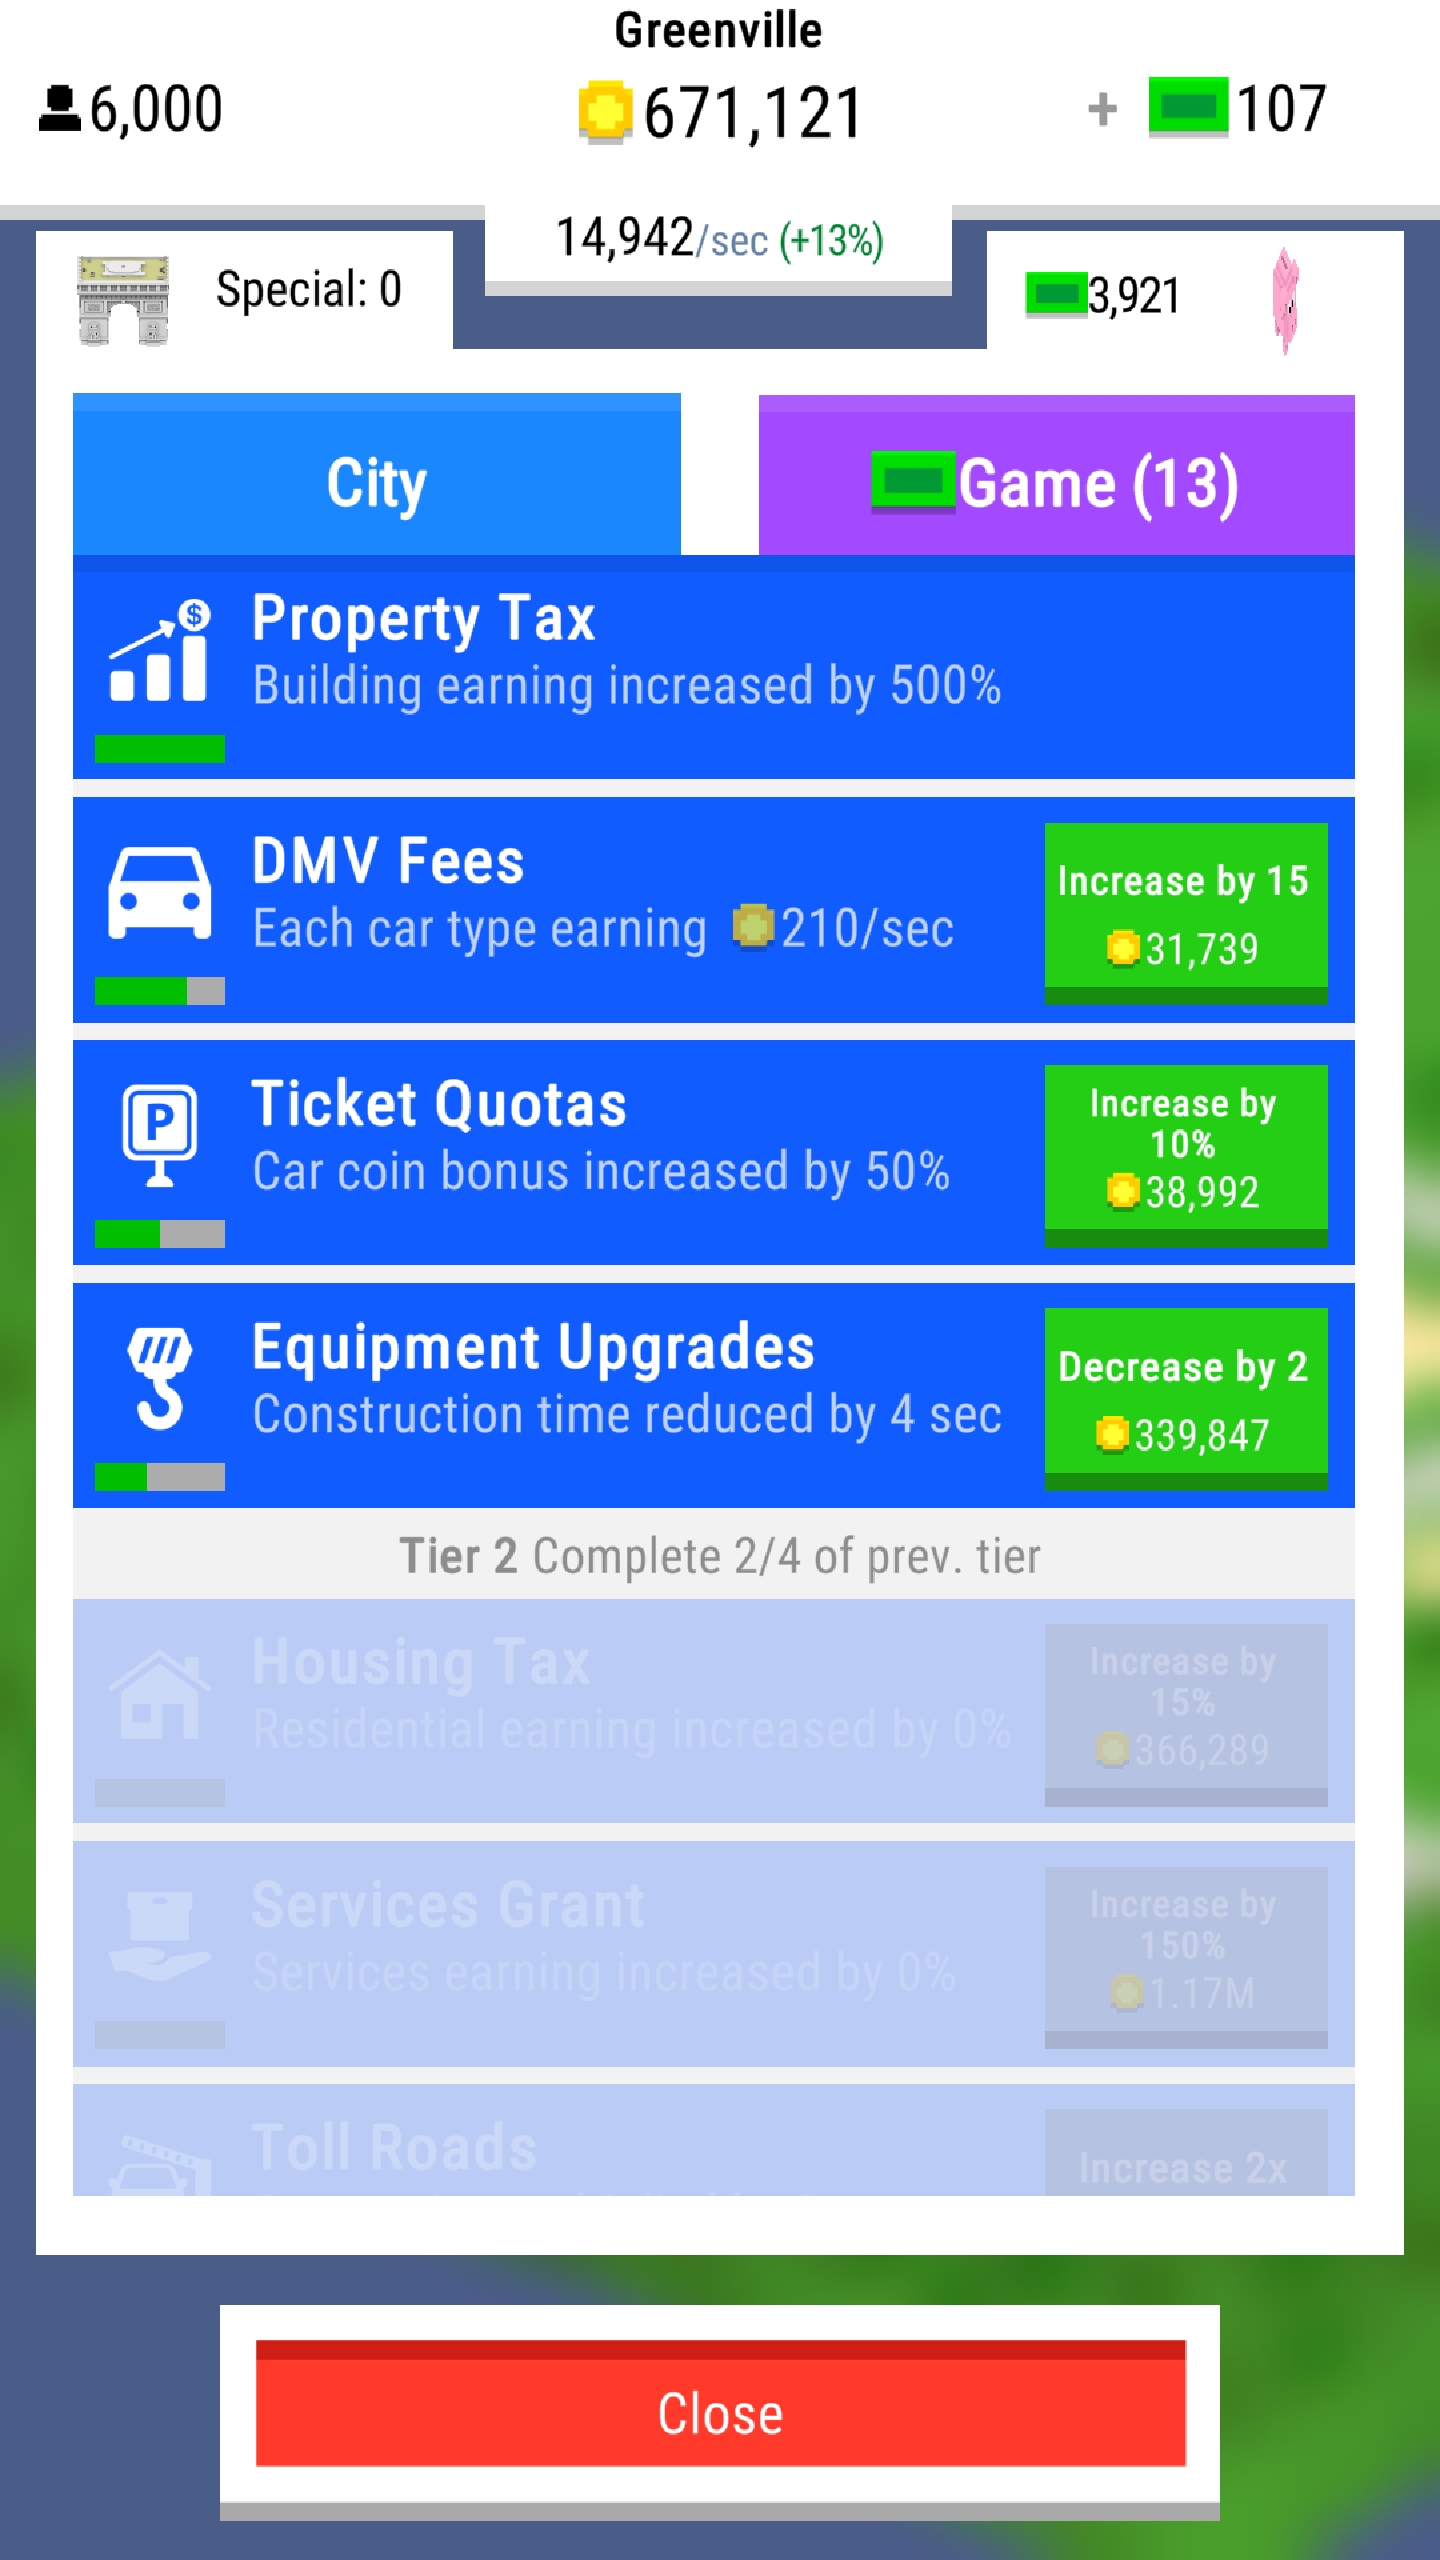 Greenville
6,000
671,121
+ 107
14,942/sec (+13%)
Special: 0
3,921
City
Game (13)
Property Tax
Building earning increased by 500%
DMV Fees
Each car type earning 210/sec
Increase by 15
31,739
Ticket Quotas
Car coin bonus increased by 50%
Increase by
10%
38,992
Equipment Upgrades
Construction time reduced by 4 sec
Decrease by 2
339,847
Tier 2 Complete 2/4 of prev. tier
Housing Tax
Residential earning increased by 0%
Increase by
15%
366,289
Services Grant
Services earning increased by 0%
Increase by
150%
1.17M
Toll Roads
Increase 2x
Close